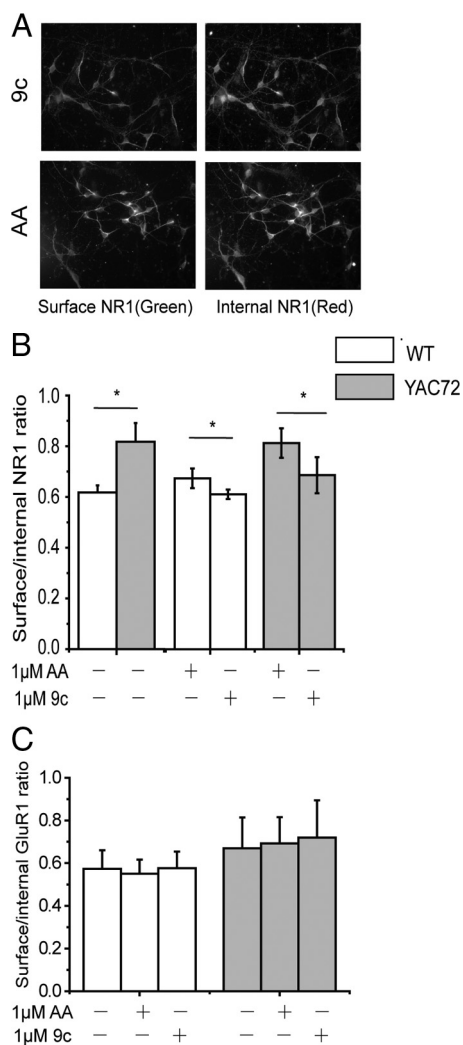 A
9c
AA
Surface NR1(Green) Internal NR1(Red)
B
WT
YAC72
Surface/internal NR1 ratio
1.0
0.8
0.6
0.4
0.2
0.0
* * *
1µM AA − − + − + −
1µM 9c − − − + − +
C
Surface/internal GluR1 ratio
1.0
0.8
0.6
0.4
0.2
0.0
1µM AA − + − − + −
1µM 9c − − + − − +